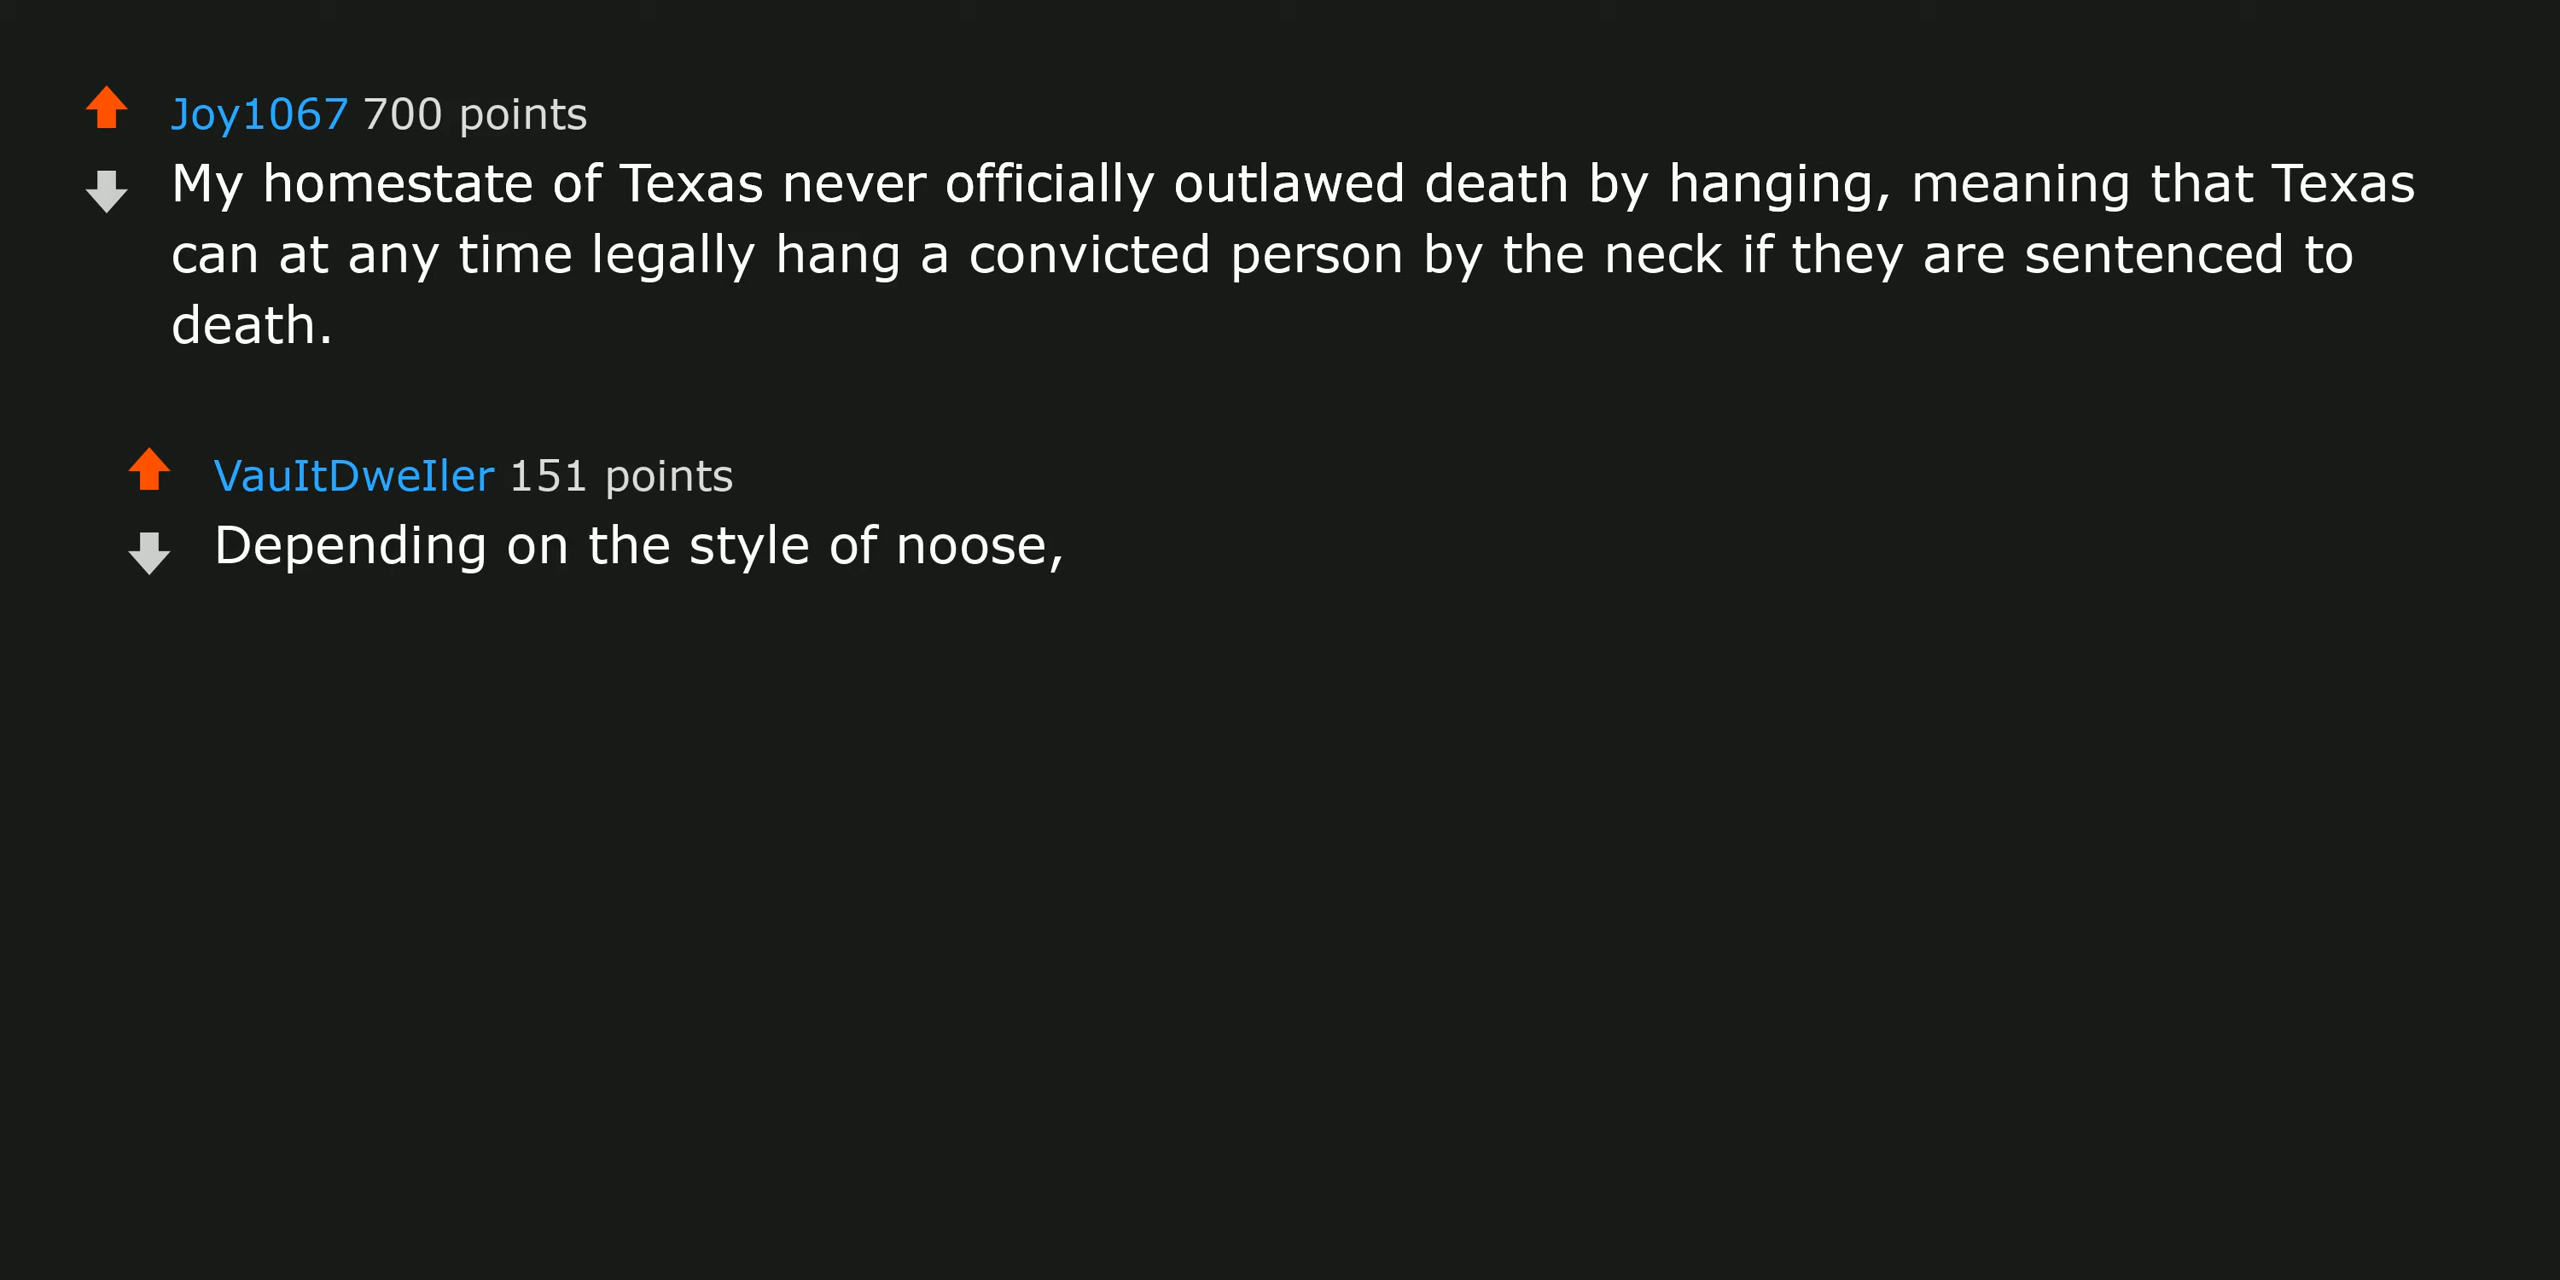 Joy1067 700 points
My homestate of Texas never officially outlawed death by hanging, meaning that Texas
can at any time legally hang a convicted person by the neck if they are sentenced to
death.
VauItDweIler 151 points
Depending on the style of noose,